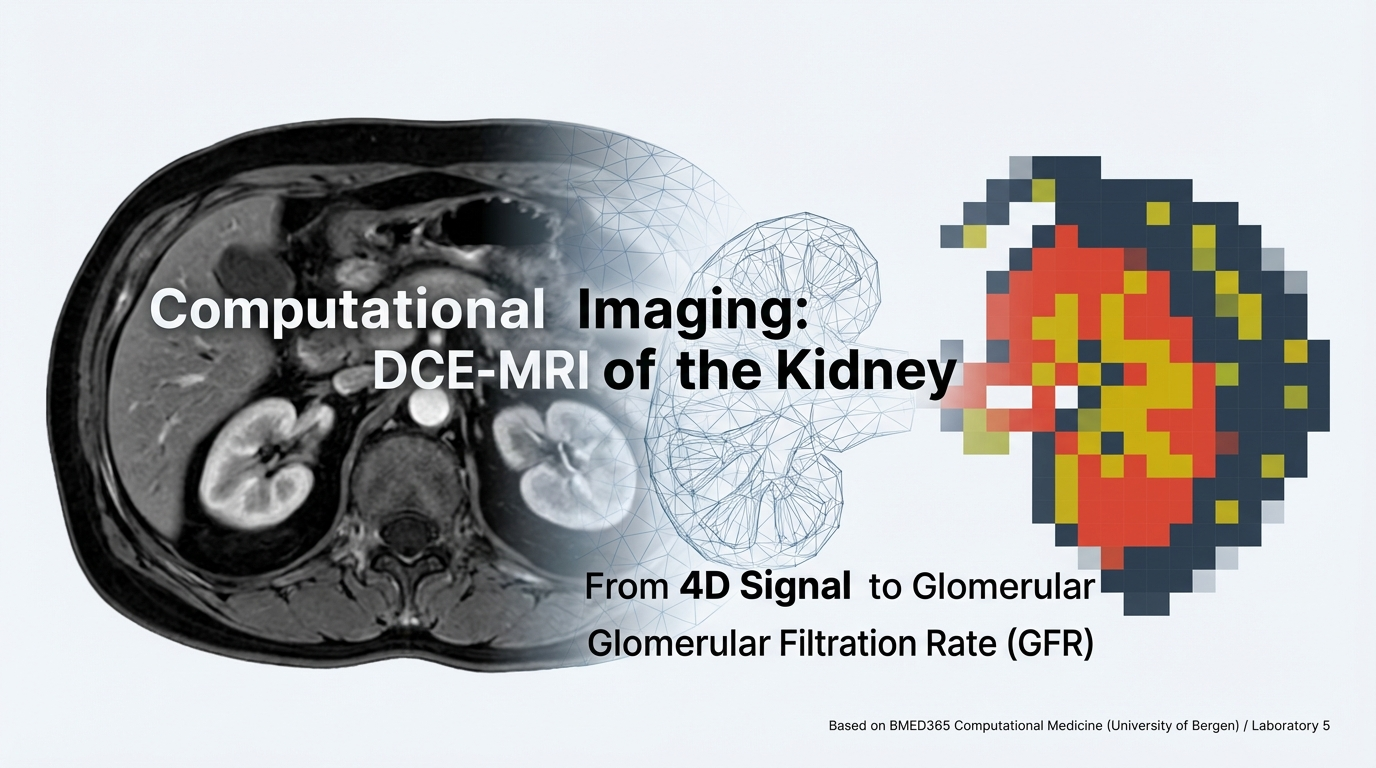 Computational Imaging:
DCE-MRI of the Kidney
From 4D Signal to Glomerular
Glomerular Filtration Rate (GFR)
Based on BMED365 Computational Medicine (University of Bergen) / Laboratory 5